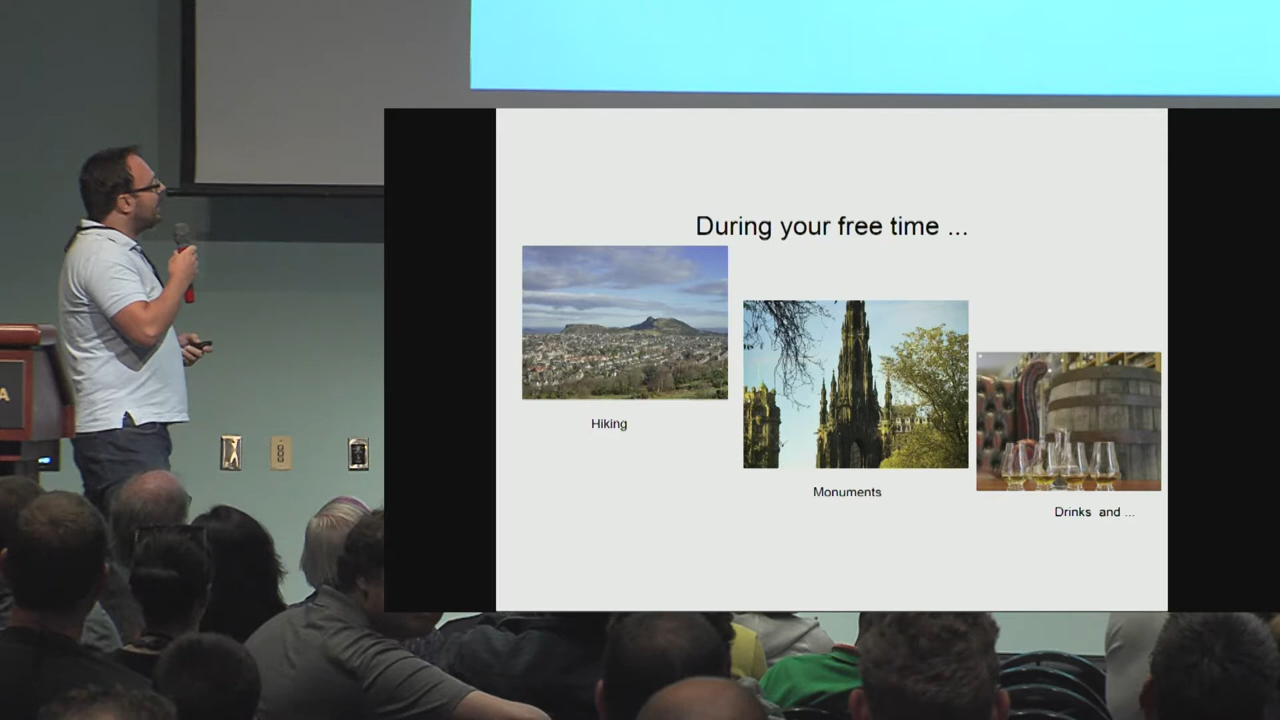 During your free time ...
Hiking
Monuments
Drinks and ...
A